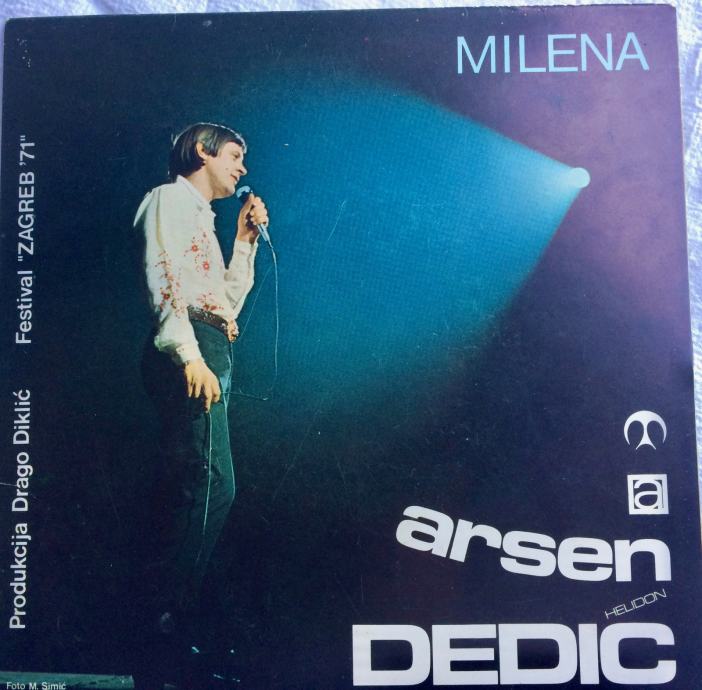 MILENA
Festival "ZAGREB '71"
Produkcija Drago Diklić
a
arsen
HELIDON
DEDIC
Foto M. Simić